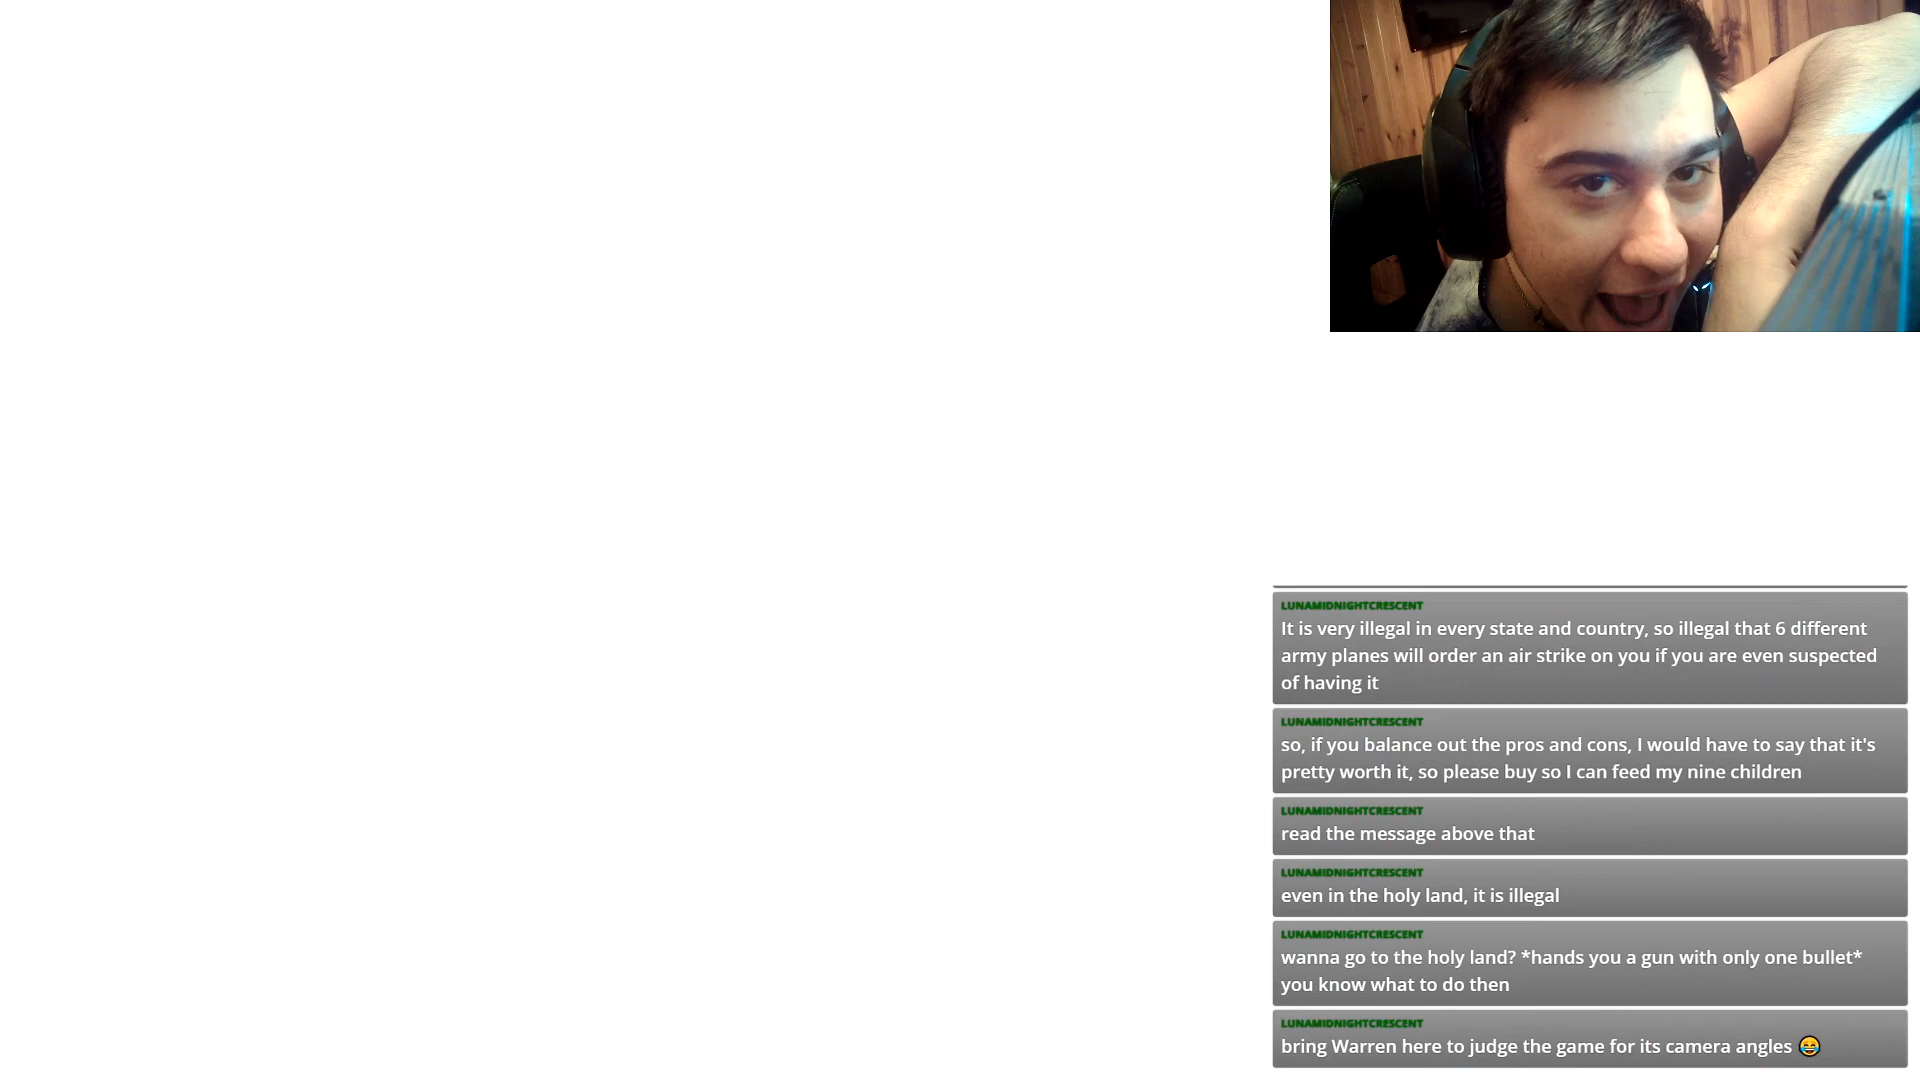 LUNAMIDNIGHTCRESCENT
It is very illegal in every state and country, so illegal that 6 different
army planes will order an air strike on you if you are even suspected
of having it
LUNAMIDNIGHTCRESCENT
so, if you balance out the pros and cons, I would have to say that it's
pretty worth it, so please buy so I can feed my nine children
LUNAMIDNIGHTCRESCENT
read the message above that
LUNAMIDNIGHTCRESCENT
even in the holy land, it is illegal
LUNAMIDNIGHTCRESCENT
wanna go to the holy land? *hands you a gun with only one bullet*
you know what to do then
LUNAMIDNIGHTCRESCENT
bring Warren here to judge the game for its camera angles 😂